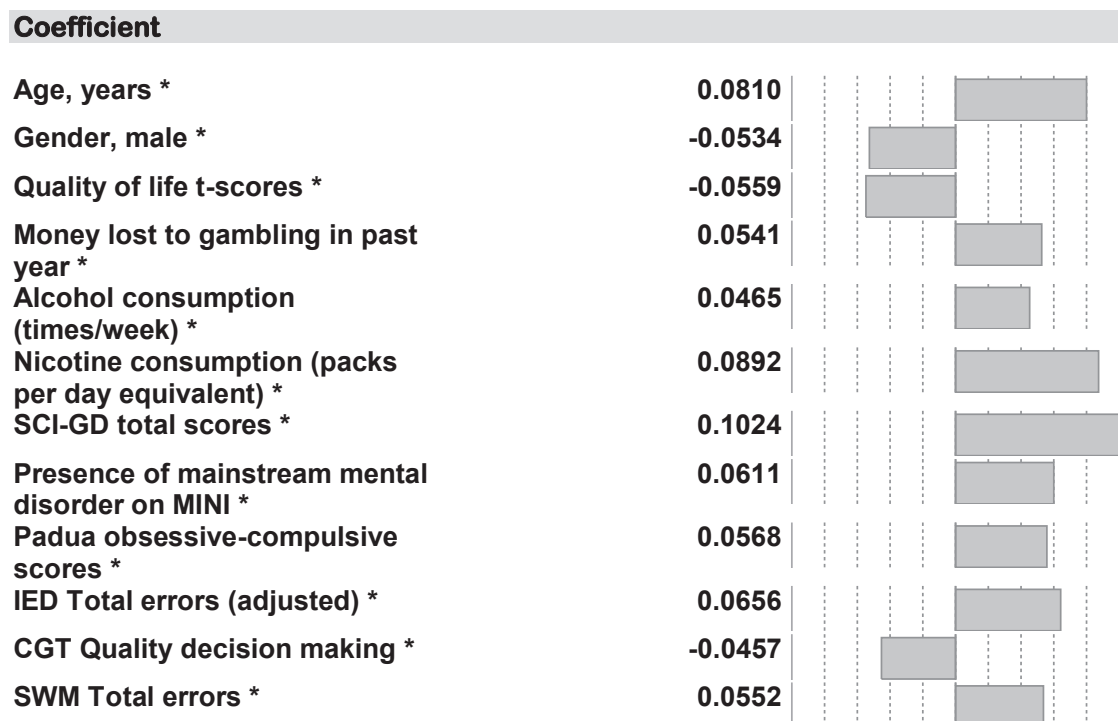 Coefficient
Age, years * 0.0810
Gender, male * -0.0534
Quality of life t-scores * -0.0559
Money lost to gambling in past 0.0541
year *
Alcohol consumption 0.0465
(times/week) *
Nicotine consumption (packs 0.0892
per day equivalent) *
SCI-GD total scores * 0.1024
Presence of mainstream mental 0.0611
disorder on MINI *
Padua obsessive-compulsive 0.0568
scores *
IED Total errors (adjusted) * 0.0656
CGT Quality decision making * -0.0457
SWM Total errors * 0.0552